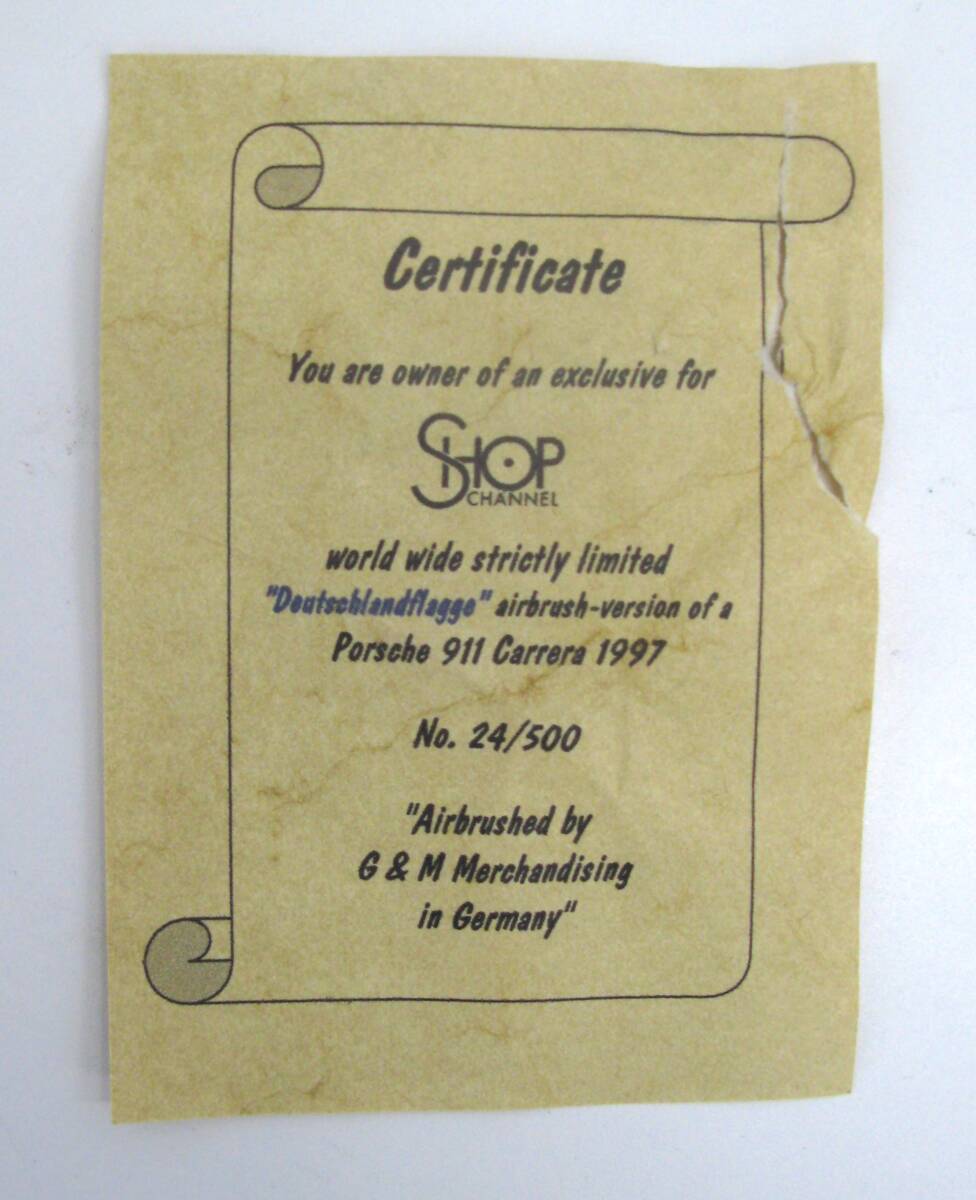 Certificate
You are owner of an exclusive for
SHOP
CHANNEL
world wide strictly limited
"Deutschlandflagge" airbrush-version of a
Porsche 911 Carrera 1997
No. 24/500
"Airbrushed by
G & M Merchandising
in Germany"